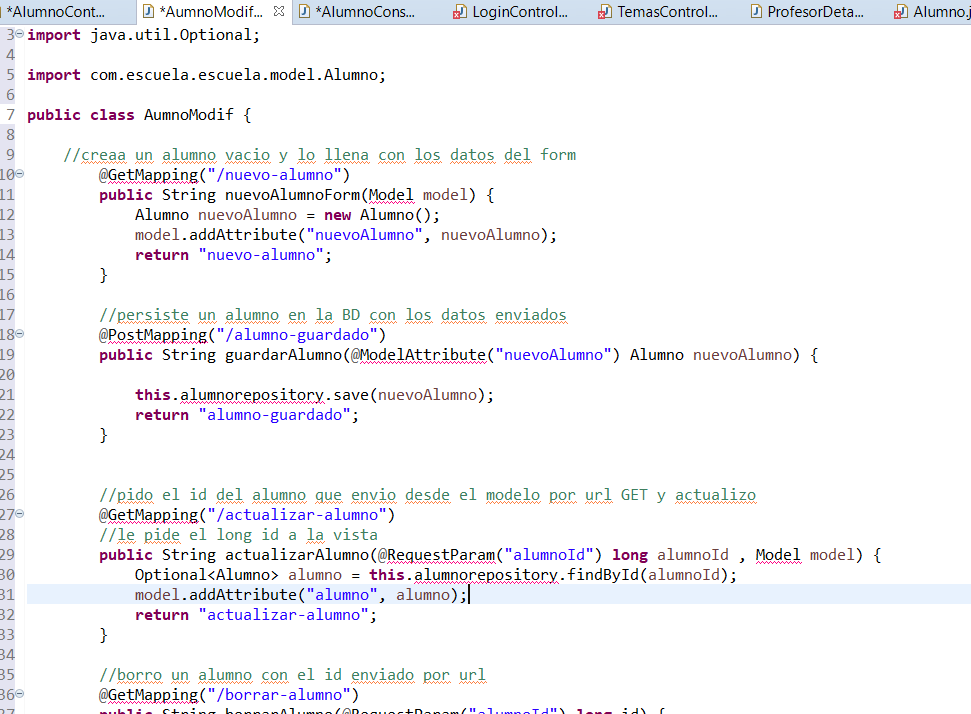 *AlumnoCont... *AumnoModif... *AlumnoCons... LoginControl... TemasControl... ProfesorDeta... Alumno.j
3 import java.util.Optional;
4
5 import com.escuela.escuela.model.Alumno;
6
7 public class AumnoModif {
8
9 //creaa un alumno vacio y lo llena con los datos del form
10 @GetMapping("/nuevo-alumno")
11 public String nuevoAlumnoForm(Model model) {
12 Alumno nuevoAlumno = new Alumno();
13 model.addAttribute("nuevoAlumno", nuevoAlumno);
14 return "nuevo-alumno";
15 }
16
17 //persiste un alumno en la BD con los datos enviados
18 @PostMapping("/alumno-guardado")
19 public String guardarAlumno(@ModelAttribute("nuevoAlumno") Alumno nuevoAlumno) {
20
21 this.alumnorepository.save(nuevoAlumno);
22 return "alumno-guardado";
23 }
24
25
26 //pido el id del alumno que envio desde el modelo por url GET y actualizo
27 @GetMapping("/actualizar-alumno")
28 //le pide el long id a la vista
29 public String actualizarAlumno(@RequestParam("alumnoId") long alumnoId , Model model) {
30 Optional<Alumno> alumno = this.alumnorepository.findById(alumnoId);
31 model.addAttribute("alumno", alumno);
32 return "actualizar-alumno";
33 }
34
35 //borro un alumno con el id enviado por url
36 @GetMapping("/borrar-alumno")
37 public String borrarAlumno(@RequestParam("alumnoId") long id) {